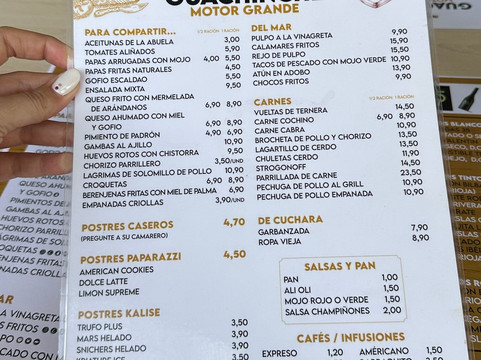 MOTOR GRANDE
PARA COMPARTIR...
1/2 RACIÓN 1 RACIÓN
ACEITUNAS DE LA ABUELA 3,00
TOMATES ALIÑADOS 5,90
PAPAS ARRUGADAS CON MOJO 4,00 5,50
PAPAS FRITAS NATURALES 4,50
GOFIO ESCALDAO 5,50
ENSALADA MIXTA 9,50
QUESO FRITO CON MERMELADA
DE ARÁNDANOS 6,90 8,90
QUESO AHUMADO CON MIEL
Y GOFIO 6,90 8,90
PIMIENTO DE PADRÓN 4,90 6,90
GAMBAS AL AJILLO 10,90
HUEVOS ROTOS CON CHISTORRA 9,50
CHORIZO PARRILLERO 3,50/UND
LAGRIMAS DE SOLOMILLO DE POLLO 10,90
CROQUETAS 6,90 8,90
BERENJENAS FRITAS CON MIEL DE PALMA 6,90
EMPANADAS CRIOLLAS 3,90/UND
POSTRES CASEROS 4,70
(PREGUNTE A SU CAMARERO)
POSTRES PAPARAZZI 4,50
AMERICAN COOKIES
DOLCE LATTE
LIMON SUPREME
POSTRES KALISE
TRUFO PLUS 3,50
MARS HELADO 3,90
SNICHERS HELADO 3,90
DEL MAR
PULPO A LA VINAGRETA 9,90
CALAMARES FRITOS 15,90
REJO DE PULPO 15,50
TACOS DE PESCADO CON MOJO VERDE 10,90
ATÚN EN ADOBO 13,90
CHOCOS FRITOS 9,90
CARNES
1/2 RACIÓN 1 RACIÓN
VUELTAS DE TERNERA 14,50
CARNE COCHINO 6,90 8,90
CARNE CABRA 10,90
BROCHETA DE POLLO Y CHORIZO 13,50
LAGARTILLO DE CERDO 13,50
CHULETAS CERDO 11,90
STROGONOFF 14,50
PARRILLADA DE CARNE 23,50
PECHUGA DE POLLO AL GRILL 10,90
PECHUGA DE POLLO EMPANADA 10,90
DE CUCHARA
GARBANZADA 7,90
ROPA VIEJA 8,90
SALSAS Y PAN
PAN 1,00
ALI OLI 1,50
MOJO ROJO O VERDE 1,50
SALSA CHAMPIÑONES 2,00
CAFÉS / INFUSIONES
EXPRESO 1,20 AMÉRICANO 1,50